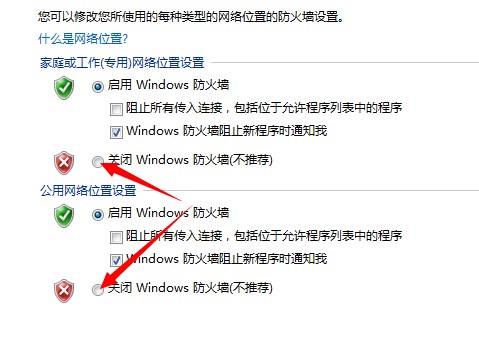 您可以修改您所使用的每种类型的网络位置的防火墙设置。
什么是网络位置?
家庭或工作(专用)网络位置设置
启用 Windows 防火墙
阻止所有传入连接，包括位于允许程序列表中的程序
Windows 防火墙阻止新程序时通知我
关闭 Windows 防火墙(不推荐)
公用网络位置设置
启用 Windows 防火墙
阻止所有传入连接，包括位于允许程序列表中的程序
Windows 防火墙阻止新程序时通知我
关闭 Windows 防火墙(不推荐)